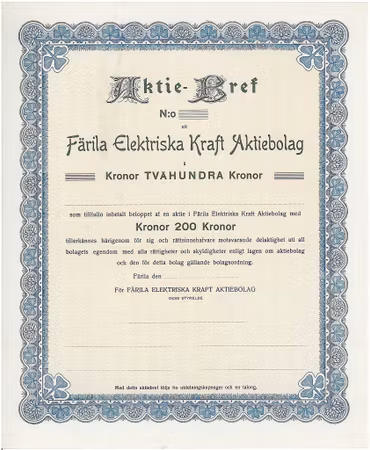 Aktie-Bref
N:o
uti
Färila Elektriska Kraft Aktiebolag
å
Kronor TVÅHUNDRA Kronor
som tillfullo inbetalt beloppet af en aktie i Färila Elektriska Kraft Aktiebolag med
Kronor 200 Kronor
tillerkännes härigenom för sig och rättsinnehafvare motsvarande delaktighet uti all
bolagets egendom med alla rättigheter och skyldigheter enligt lagen om aktiebolag
och den för detta bolag gällande bolagsordning.
Färila den
För FÄRILA ELEKTRISKA KRAFT AKTIEBOLAG
DESS STYRELSE:
Med detta aktiebref följa tio utdelningskuponger och en talong.